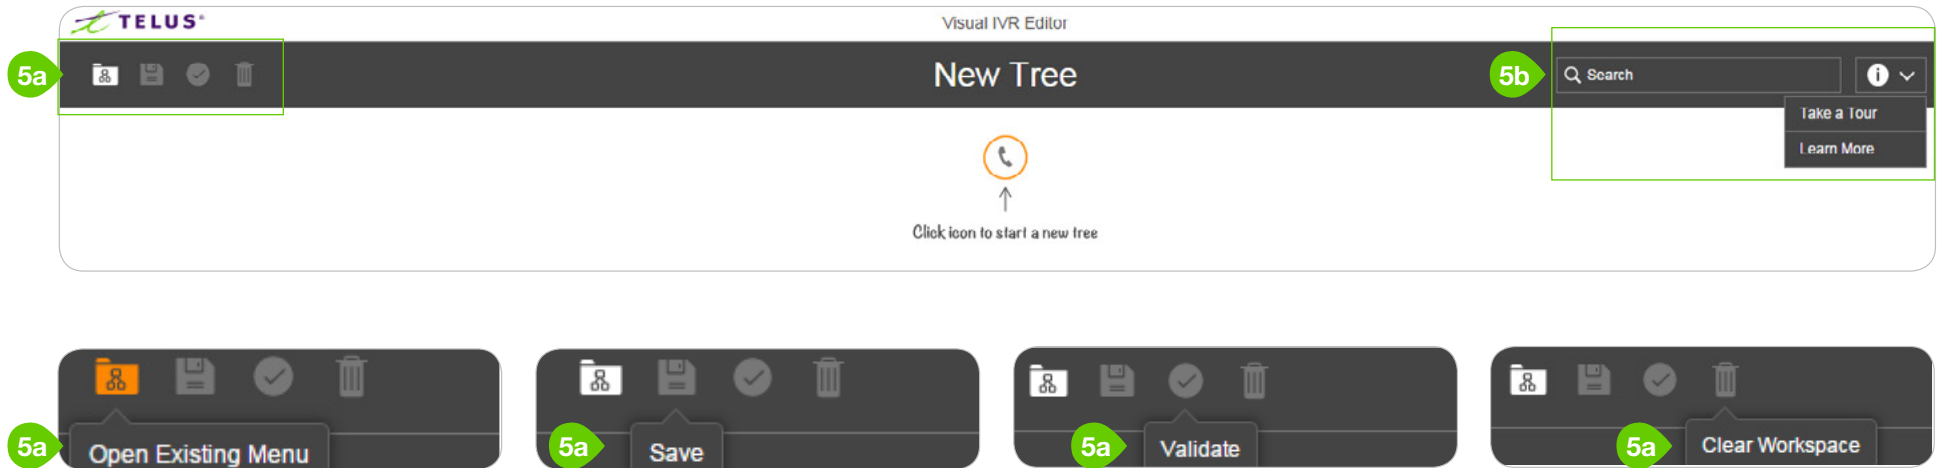 TELUS®
Visual IVR Editor
5a
New Tree
5b
Search
Take a Tour
Learn More
Click icon to start a new tree
5a
Open Existing Menu
5a
Save
5a
Validate
5a
Clear Workspace